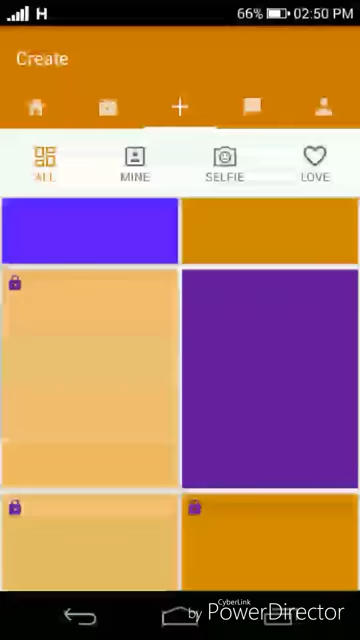 H 66% 02:50 PM
Create
ALL MINE SELFIE LOVE
CyberLink
by PowerDirector